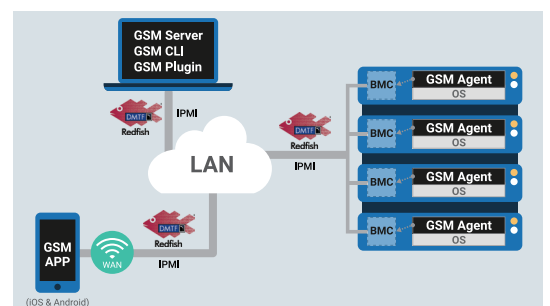 GSM Server
GSM CLI
GSM Plugin
DMTF
Redfish
IPMI
DMTF
Redfish
IPMI
LAN
BMC
GSM Agent
OS
BMC
GSM Agent
OS
BMC
GSM Agent
OS
BMC
GSM Agent
OS
DMTF
Redfish
IPMI
GSM
APP
WAN
(iOS & Android)